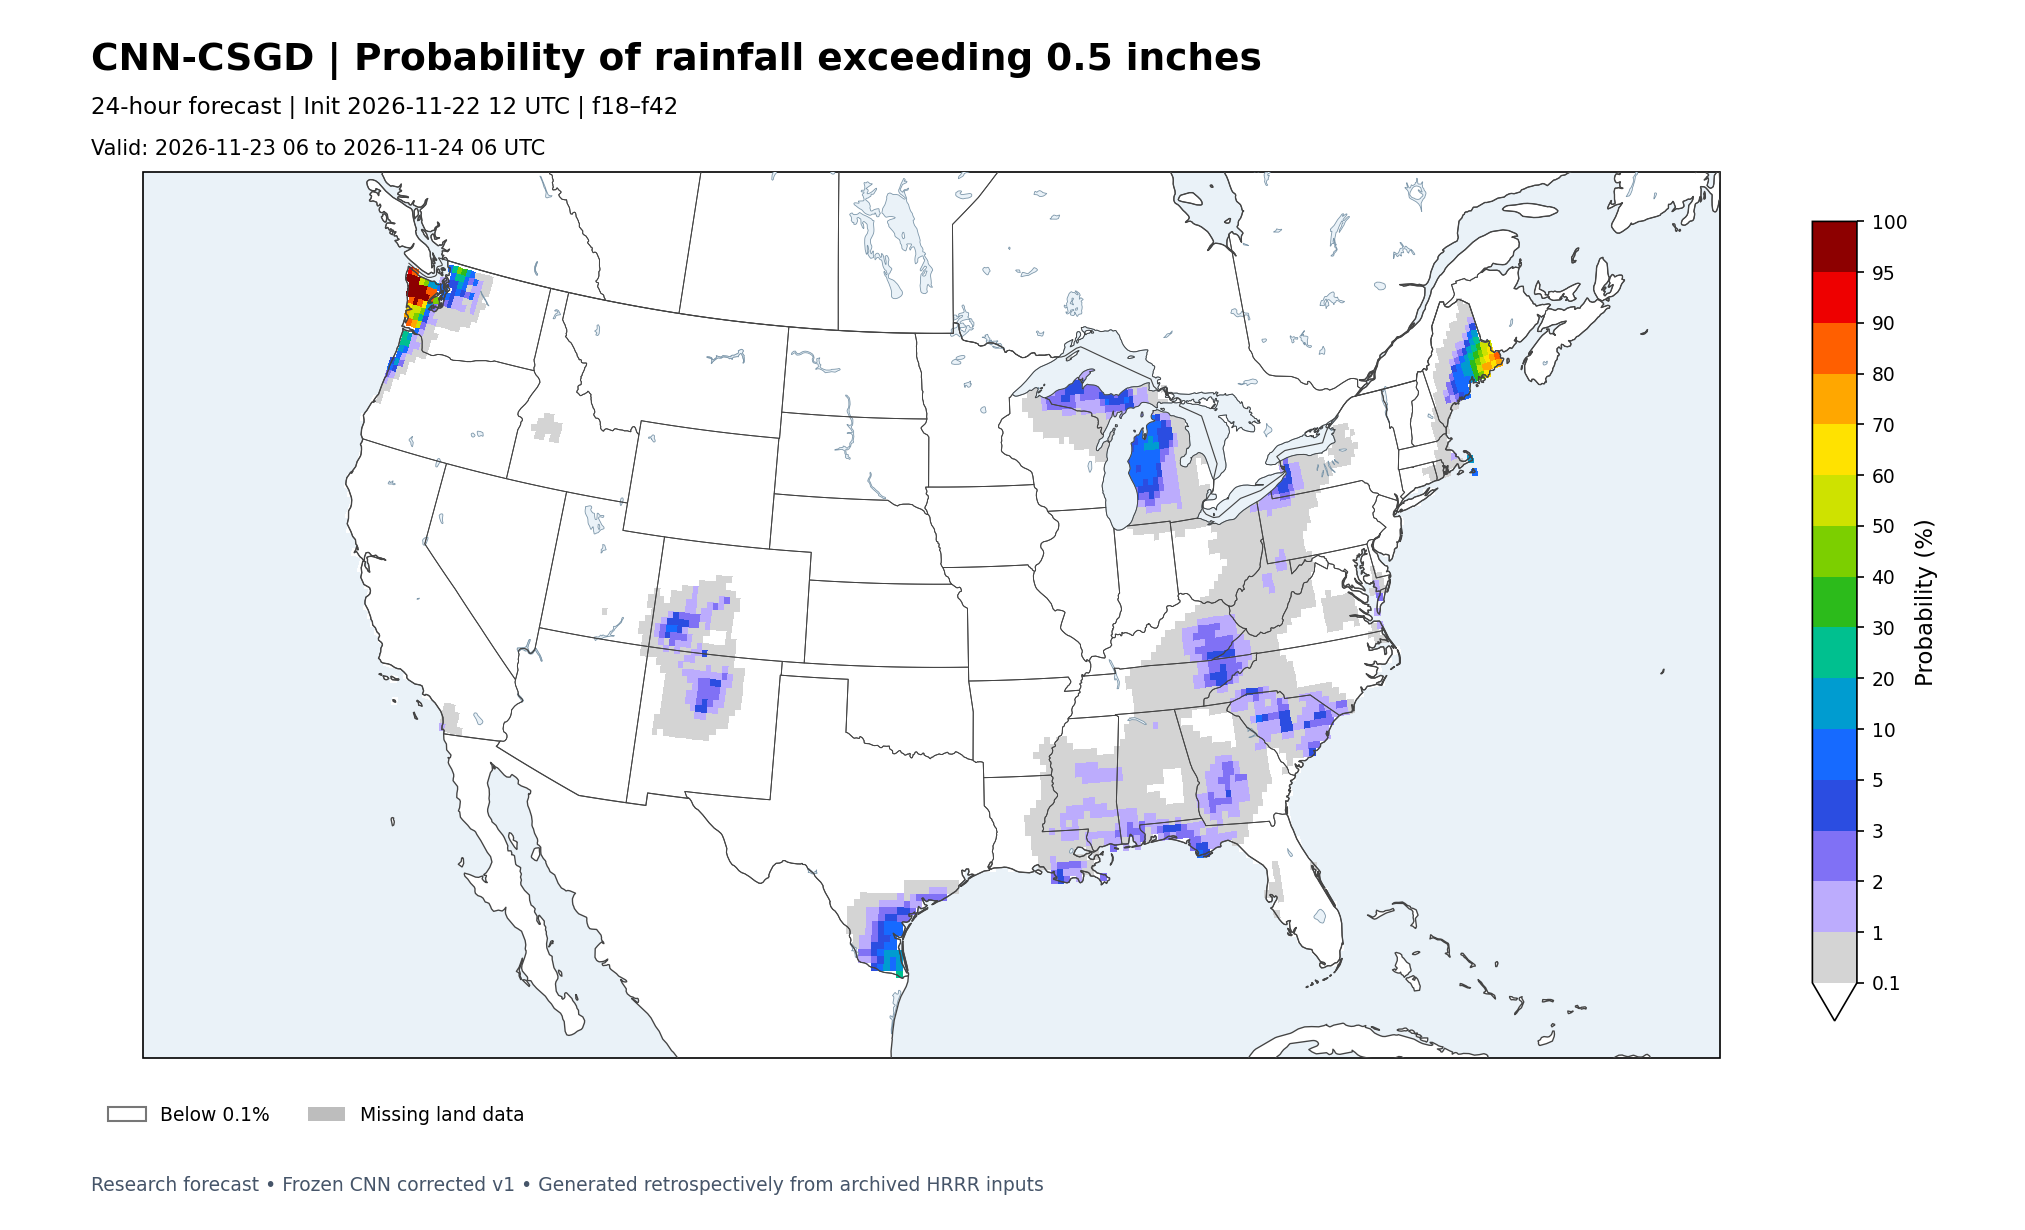 CNN-CSGD | Probability of rainfall exceeding 0.5 inches
24-hour forecast | Init 2026-11-22 12 UTC | f18–f42
Valid: 2026-11-23 06 to 2026-11-24 06 UTC
100
95
90
80
70
60
50
40
30
20
10
5
3
2
1
0.1
Probability (%)
Below 0.1%
Missing land data
Research forecast • Frozen CNN corrected v1 • Generated retrospectively from archived HRRR inputs